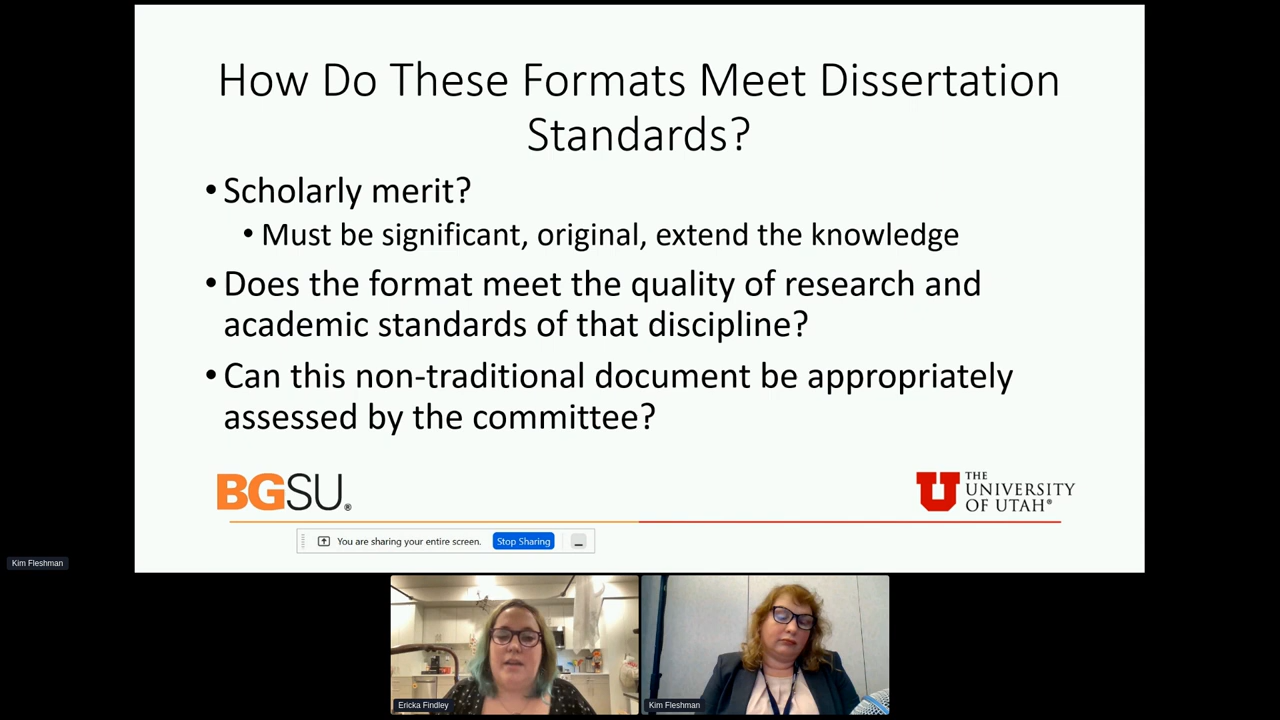 How Do These Formats Meet Dissertation
Standards?
• Scholarly merit?
• Must be significant, original, extend the knowledge
• Does the format meet the quality of research and
academic standards of that discipline?
• Can this non-traditional document be appropriately
assessed by the committee?
BGSU®
THE
UNIVERSITY
OF UTAH®
You are sharing your entire screen. Stop Sharing
Kim Fleshman
Ericka Findley
Kim Fleshman